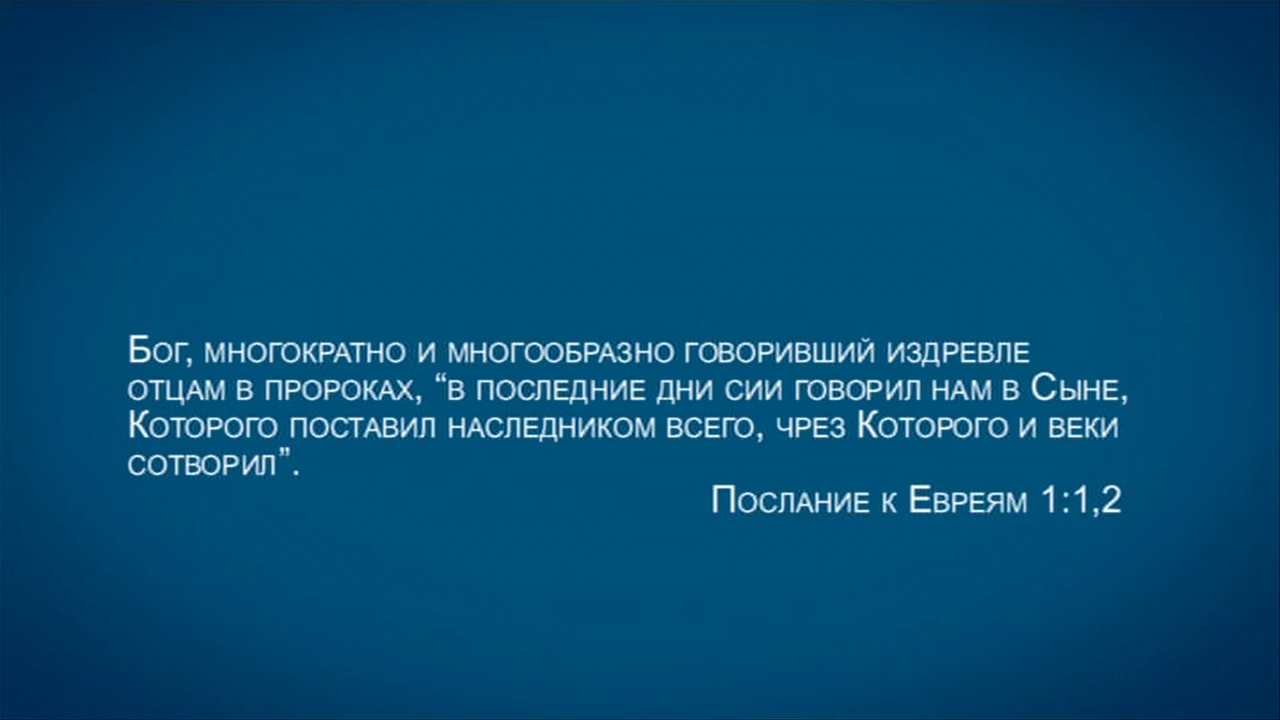 Бог, многократно и многообразно говоривший издревле
отцам в пророках, “в последние дни сии говорил нам в Сыне,
Которого поставил наследником всего, чрез Которого и веки
сотворил”.
Послание к Евреям 1:1,2